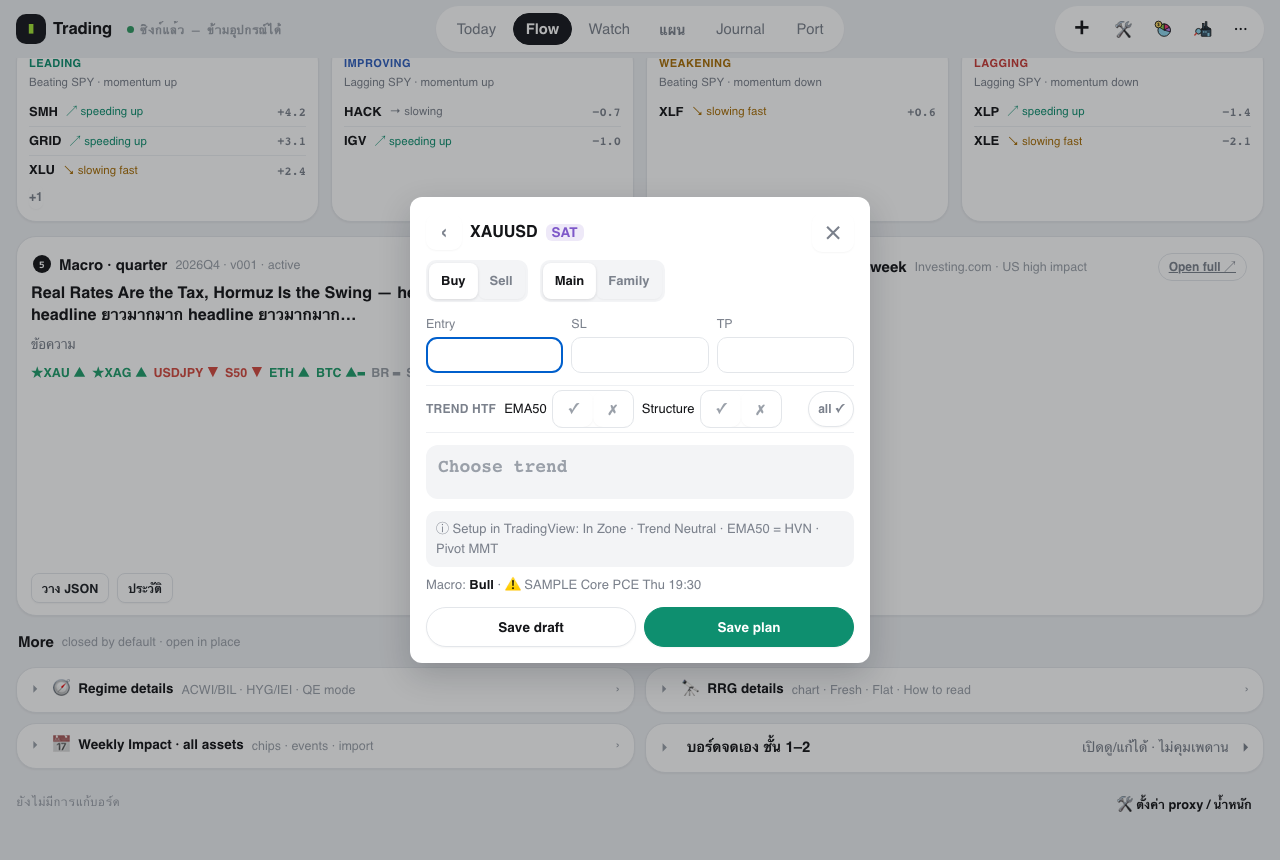 Trading
ซิงก์แล้ว — ข้ามอุปกรณ์ได้
Today Flow Watch แผน Journal Port
LEADING
Beating SPY · momentum up
SMH ↗ speeding up +4.2
GRID ↗ speeding up +3.1
XLU ↘ slowing fast +2.4
+1
IMPROVING
Lagging SPY · momentum up
HACK → slowing −0.7
IGV ↗ speeding up −1.0
WEAKENING
Beating SPY · momentum down
XLF ↘ slowing fast +0.6
LAGGING
Lagging SPY · momentum down
XLP ↗ speeding up −1.4
XLE ↘ slowing fast −2.1
5 Macro · quarter 2026Q4 · v001 · active
Real Rates Are the Tax, Hormuz Is the Swing —
headline ยาวมากมาก headline ยาวมากมาก…
ข้อความ
★XAU ▲ ★XAG ▲ USDJPY ▼ S50 ▼ ETH ▲ BTC ▲▬ BR ▬
วาง JSON ประวัติ
week Investing.com · US high impact
Open full ↗
‹ XAUUSD SAT ✕
Buy Sell Main Family
Entry SL TP
TREND HTF EMA50 ✓ ✗ Structure ✓ ✗ all ✓
Choose trend
ⓘ Setup in TradingView: In Zone · Trend Neutral · EMA50 = HVN ·
Pivot MMT
Macro: Bull · ⚠️ SAMPLE Core PCE Thu 19:30
Save draft Save plan
More closed by default · open in place
Regime details ACWI/BIL · HYG/IEI · QE mode ›
RRG details chart · Fresh · Flat · How to read ›
Weekly Impact · all assets chips · events · import ›
บอร์ดจดเอง ชั้น 1–2 เปิดดู/แก้ได้ · ไม่คุมเพดาน
ยังไม่มีการแก้บอร์ด
ตั้งค่า proxy / น้ำหนัก